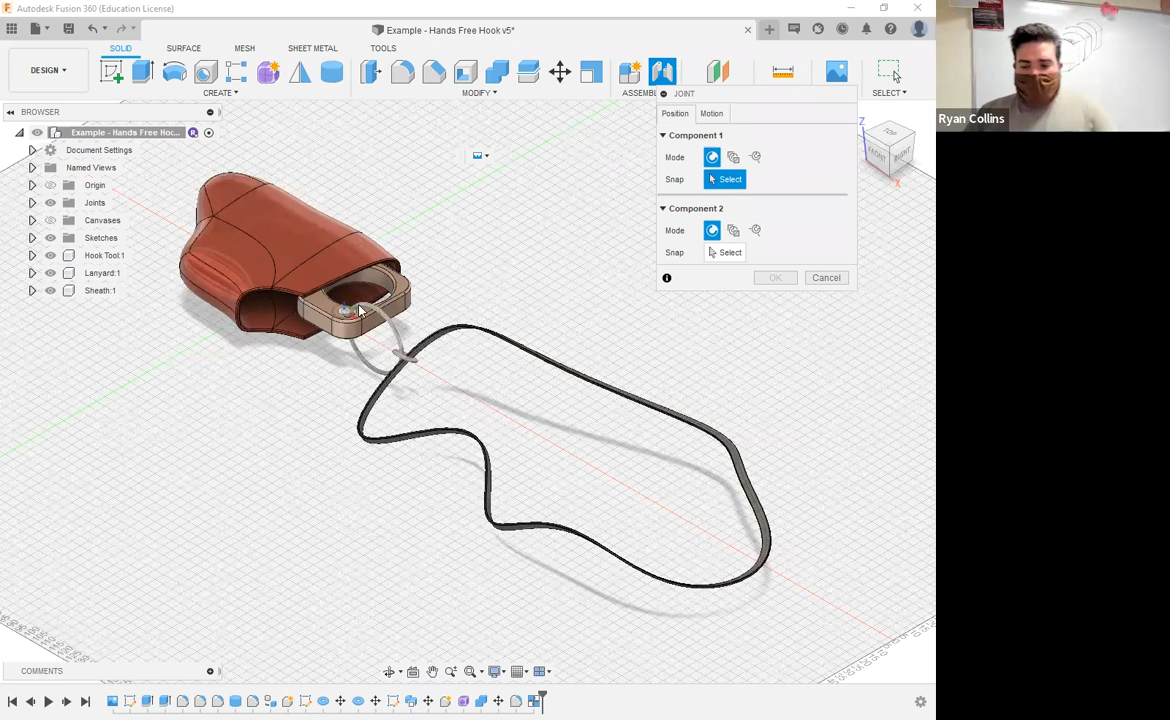 Autodesk Fusion 360 (Education License)
Example - Hands Free Hook v5*
DESIGN
SOLID
SURFACE
MESH
SHEET METAL
TOOLS
CREATE
MODIFY
SELECT
BROWSER
Example - Hands Free Hoo...
Document Settings
Named Views
Origin
Joints
Canvases
Sketches
Hook Tool:1
Lanyard:1
Sheath:1
JOINT
Position
Motion
Component 1
Mode
Snap
Select
Component 2
Mode
Snap
Select
OK
Cancel
Z
TOP
FRONT
RIGHT
X
Ryan Collins
COMMENTS